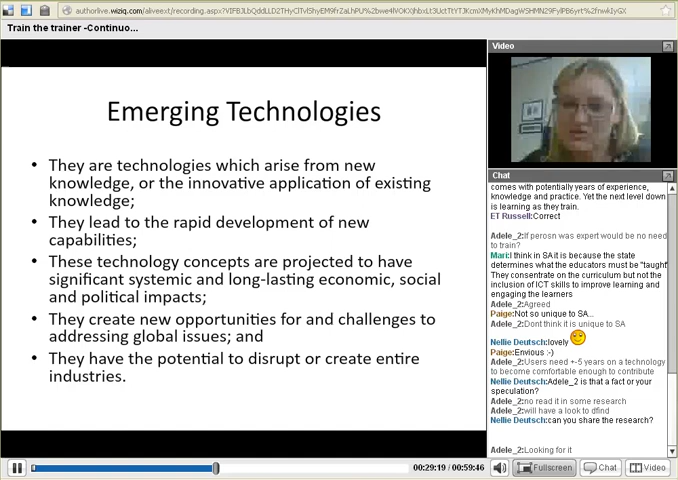 Train the trainer -Continuo...
Emerging Technologies
• They are technologies which arise from new
knowledge, or the innovative application of existing
knowledge;
• They lead to the rapid development of new
capabilities;
• These technology concepts are projected to have
significant systemic and long-lasting economic, social
and political impacts;
• They create new opportunities for and challenges to
addressing global issues; and
• They have the potential to disrupt or create entire
industries.
00:29:19 / 00:59:46
Video
Chat
comes with potentially years of experience,
knowledge and practice. Yet the next level down
is learning as they train.
ET Russell:Correct
Adele_2:If perosn was expert would be no need
to train?
Mari:I think in SA it is because the state
determines what the educators must be "taught
They consentrate on the curriculum but not the
inclusion of ICT skills to improve learning and
engaging the learners
Adele_2:Agreed
Paige:Not so unique to SA...
Adele_2:Dont think it is unique to SA
Nellie Deutsch:lovely
Paige:Envious :-)
Adele_2:Users need +-5 years on a technology
to become comfortable enough to contribute
Nellie Deutsch:Adele_2 is that a fact or your
speculation?
Adele_2:no read it in some research
Adele_2:will have a look to dfind
Nellie Deutsch:can you share the research?
Adele_2:Looking for it
Fullscreen
Chat
Video